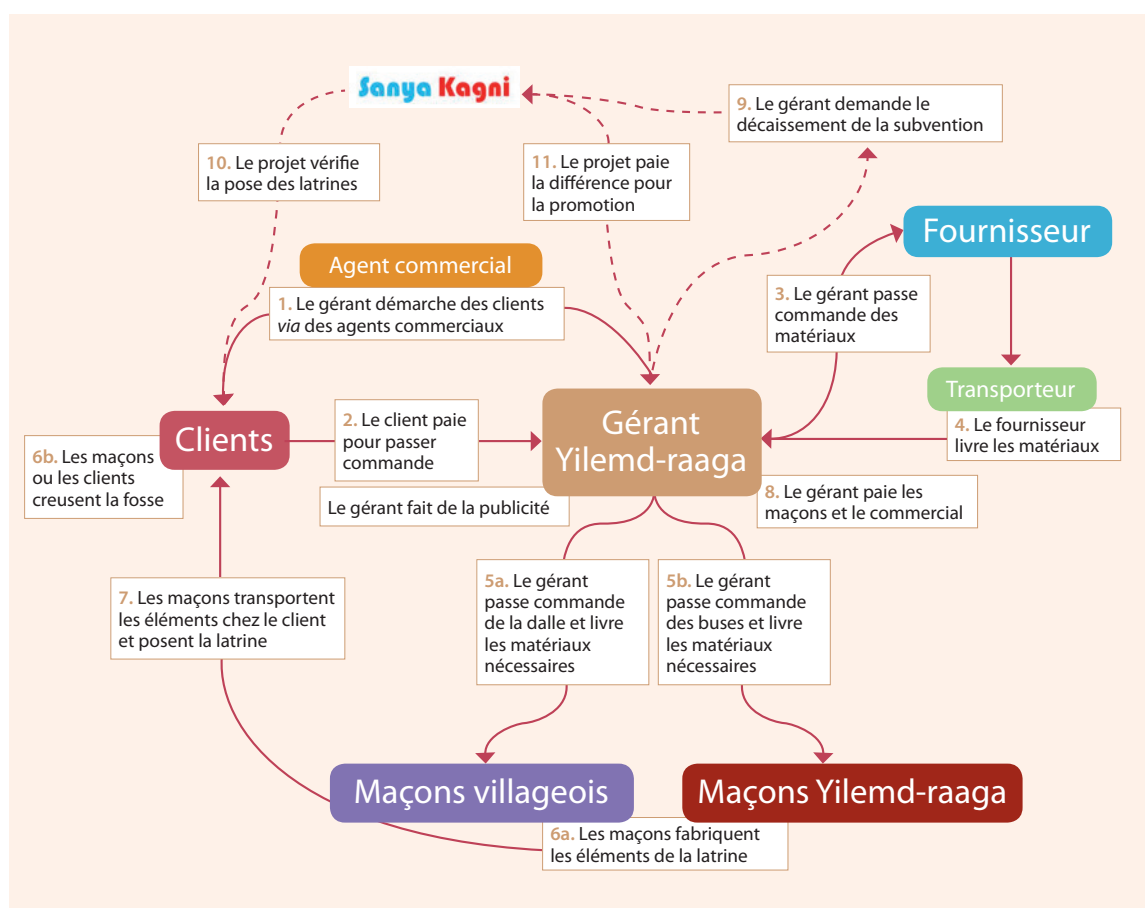 Sanya Kagni
9. Le gérant demande le
décaissement de la subvention
10. Le projet vérifie
la pose des latrines
11. Le projet paie
la différence pour
la promotion
Fournisseur
Agent commercial
1. Le gérant démarche des clients
via des agents commerciaux
3. Le gérant passe
commande des
matériaux
Transporteur
4. Le fournisseur
livre les matériaux
Clients
2. Le client paie
pour passer
commande
Gérant
Yilemd-raaga
6b. Les maçons
ou les clients
creusent la fosse
Le gérant fait de la publicité
8. Le gérant paie les
maçons et le commercial
7. Les maçons transportent
les éléments chez le client
et posent la latrine
5a. Le gérant
passe commande
de la dalle et livre
les matériaux
nécessaires
5b. Le gérant
passe commande
des buses et livre
les matériaux
nécessaires
Maçons villageois
Maçons Yilemd-raaga
6a. Les maçons fabriquent
les éléments de la latrine